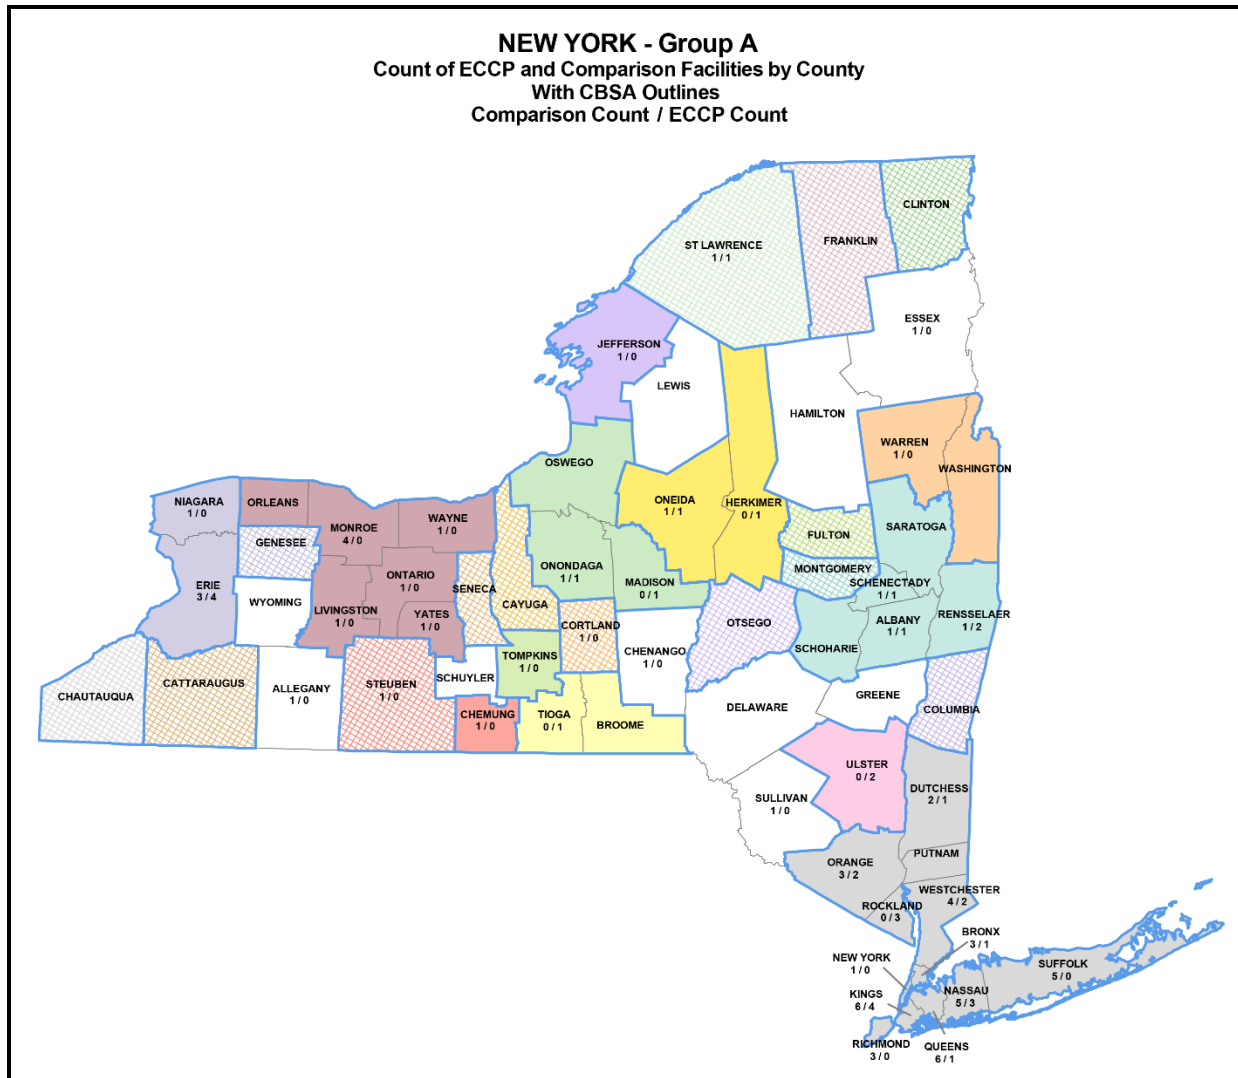 NEW YORK - Group A
Count of ECCP and Comparison Facilities by County
With CBSA Outlines
Comparison Count / ECCP Count
CLINTON
ST LAWRENCE
1 / 1
FRANKLIN
ESSEX
1 / 0
JEFFERSON
1 / 0
LEWIS
HAMILTON
WARREN
1 / 0
WASHINGTON
OSWEGO
NIAGARA
1 / 0
ORLEANS
MONROE
4 / 0
WAYNE
1 / 0
ONEIDA
1 / 1
HERKIMER
0 / 1
SARATOGA
FULTON
GENESEE
MONTGOMERY
SCHENECTADY
1 / 1
ONONDAGA
1 / 1
MADISON
0 / 1
ONTARIO
1 / 0
SENECA
ERIE
3 / 4
WYOMING
LIVINGSTON
1 / 0
YATES
1 / 0
CAYUGA
CORTLAND
1 / 0
OTSEGO
ALBANY
1 / 1
RENSSELAER
1 / 2
SCHOHARIE
CHENANGO
1 / 0
TOMPKINS
1 / 0
SCHUYLER
STEUBEN
1 / 0
ALLEGANY
1 / 0
CATTARAUGUS
CHAUTAUQUA
CHEMUNG
1 / 0
TIOGA
0 / 1
BROOME
DELAWARE
GREENE
COLUMBIA
ULSTER
0 / 2
DUTCHESS
2 / 1
SULLIVAN
1 / 0
ORANGE
3 / 2
PUTNAM
WESTCHESTER
4 / 2
ROCKLAND
0 / 3
BRONX
3 / 1
NEW YORK
1 / 0
SUFFOLK
5 / 0
NASSAU
5 / 3
KINGS
6 / 4
RICHMOND
3 / 0
QUEENS
6 / 1